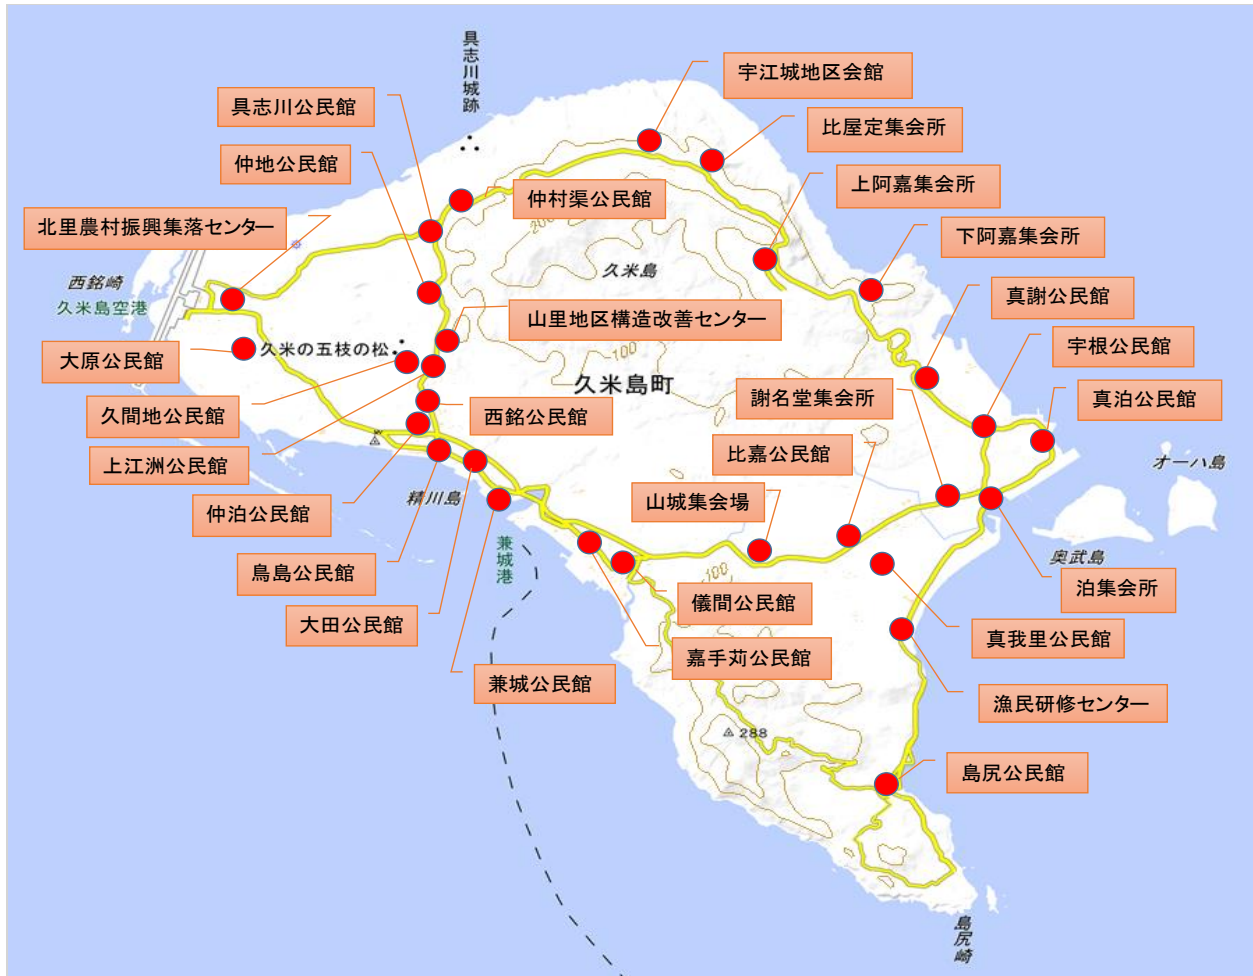 具志川城跡
宇江城地区会館
具志川公民館
比屋定集会所
仲地公民館
上阿嘉集会所
仲村渠公民館
北里農村振興集落センター
下阿嘉集会所
200
久米島
西銘崎
久米島空港
真謝公民館
山里地区構造改善センター
宇根公民館
大原公民館
久米の五枝の松
100
久米島町
謝名堂集会所
真泊公民館
久間地公民館
西銘公民館
比嘉公民館
上江洲公民館
オーハ島
山城集会場
糒川島
仲泊公民館
兼城港
奥武島
鳥島公民館
100
泊集会所
儀間公民館
大田公民館
真我里公民館
嘉手苅公民館
兼城公民館
漁民研修センター
288
島尻公民館
島尻崎